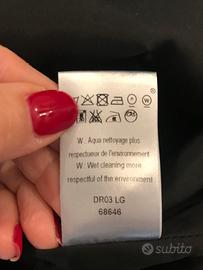 W : Aqua nettoyage plus
respectueux de l'environnement
W : Wet cleaning more
respectful of the environment
DR03 LG
68646
subito